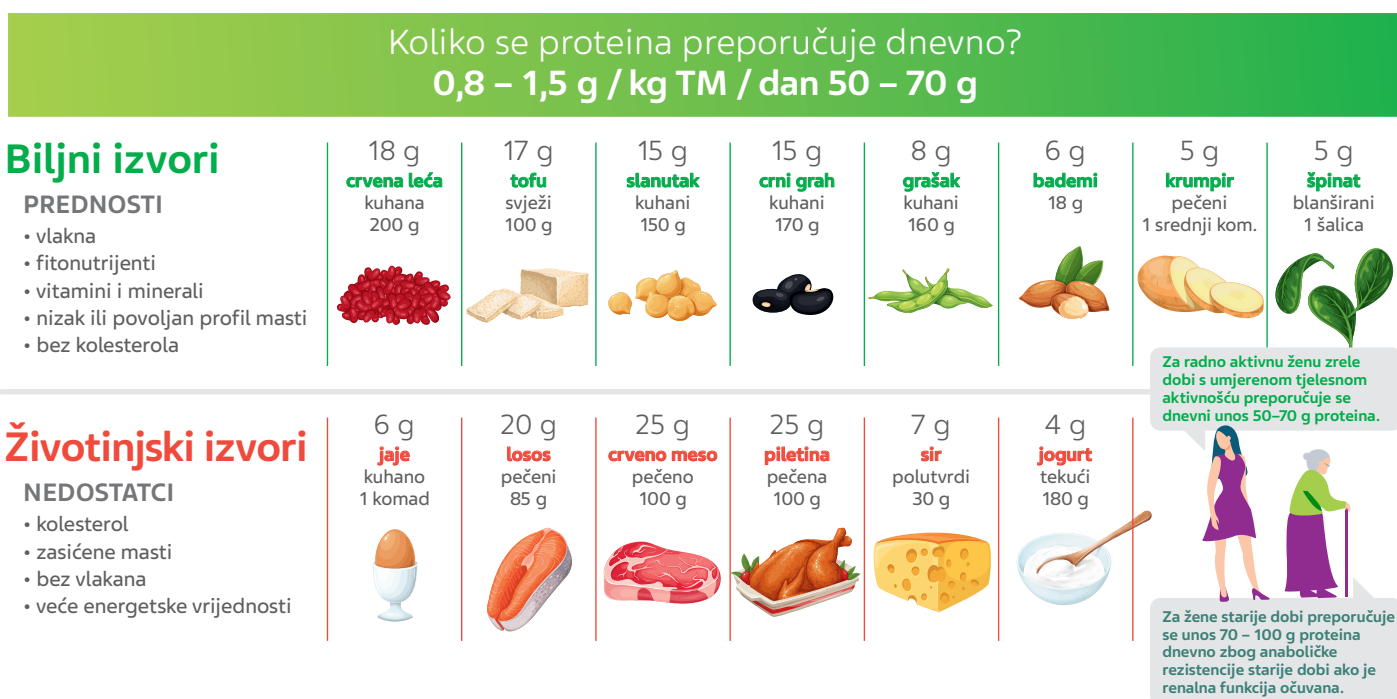 Koliko se proteina preporučuje dnevno?
0,8 – 1,5 g / kg TM / dan 50 – 70 g
Biljni izvori
PREDNOSTI
• vlakna
• fitonutrijenti
• vitamini i minerali
• nizak ili povoljan profil masti
• bez kolesterola
18 g
crvena leća
kuhana
200 g
17 g
tofu
svježi
100 g
15 g
slanutak
kuhani
150 g
15 g
crni grah
kuhani
170 g
8 g
grašak
kuhani
160 g
6 g
bademi
18 g
5 g
krumpir
pečeni
1 srednji kom.
5 g
špinat
blanširani
1 šalica
Životinjski izvori
NEDOSTATCI
• kolesterol
• zasićene masti
• bez vlakana
• veće energetske vrijednosti
6 g
jaje
kuhano
1 komad
20 g
losos
pečeni
85 g
25 g
crveno meso
pečeno
100 g
25 g
piletina
pečena
100 g
7 g
sir
polutvrdi
30 g
4 g
jogurt
tekući
180 g
Za radno aktivnu ženu zrele
dobi s umjerenom tjelesnom
aktivnošću preporučuje se
dnevni unos 50–70 g proteina.
Za žene starije dobi preporučuje
se unos 70 – 100 g proteina
dnevno zbog anaboličke
rezistencije starije dobi ako je
renalna funkcija očuvana.